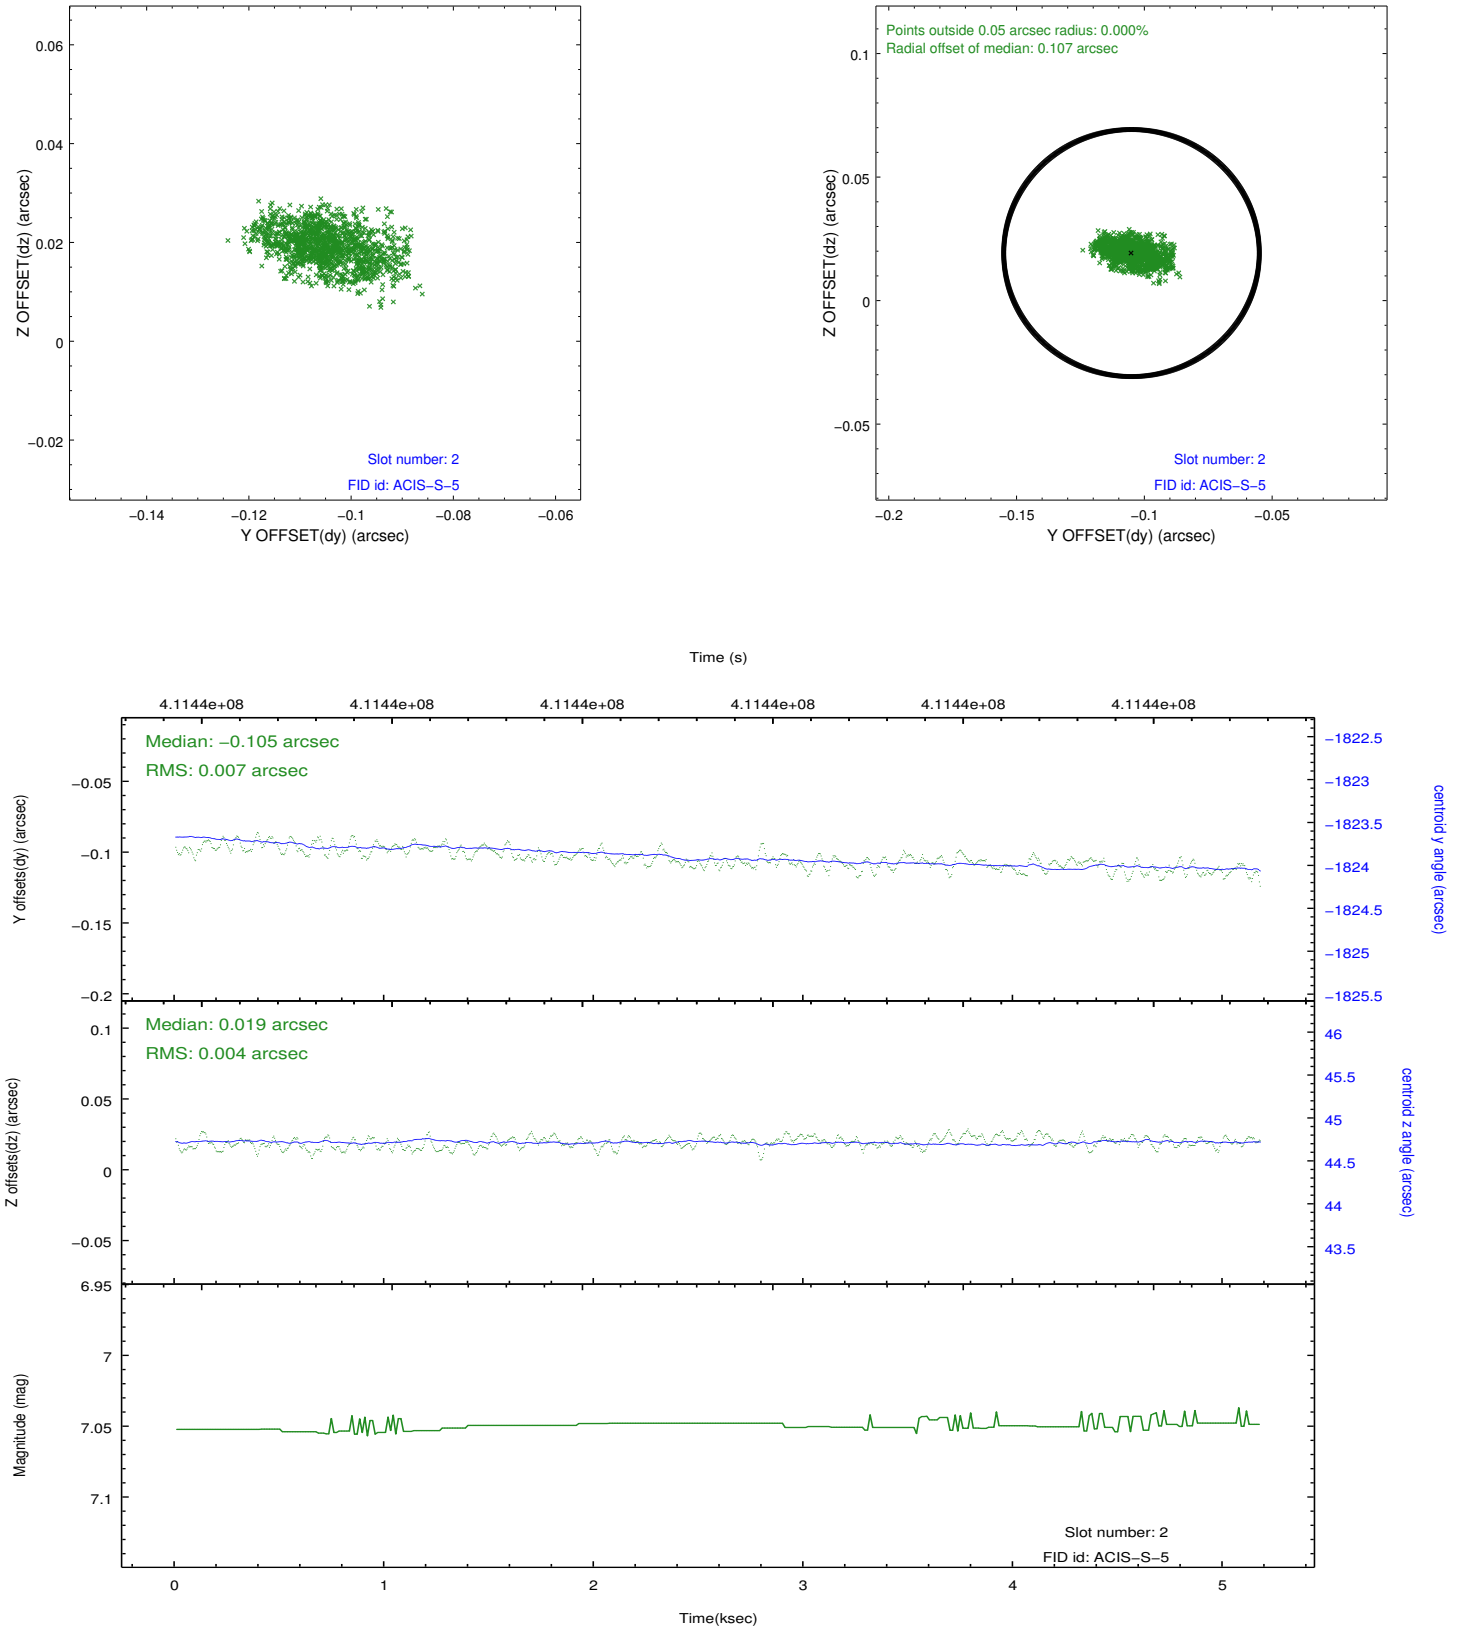 0.06
0.04
0.02
0
−0.02
Z OFFSET(dz) (arcsec)
Slot number: 2
FID id: ACIS−S−5
−0.14 −0.12 −0.1 −0.08 −0.06
Y OFFSET(dy) (arcsec)
Points outside 0.05 arcsec radius: 0.000%
Radial offset of median: 0.107 arcsec
0.1
0.05
0
−0.05
Z OFFSET(dz) (arcsec)
Slot number: 2
FID id: ACIS−S−5
−0.2 −0.15 −0.1 −0.05
Y OFFSET(dy) (arcsec)
Time (s)
4.1144e+08 4.1144e+08 4.1144e+08 4.1144e+08 4.1144e+08 4.1144e+08
Median: −0.105 arcsec
RMS: 0.007 arcsec
−0.05
−0.1
−0.15
−0.2
Y offsets(dy) (arcsec)
−1822.5
−1823
−1823.5
−1824
−1824.5
−1825
−1825.5
centroid y angle (arcsec)
Median: 0.019 arcsec
RMS: 0.004 arcsec
0.1
0.05
0
−0.05
Z offsets(dz) (arcsec)
46
45.5
45
44.5
44
43.5
centroid z angle (arcsec)
6.95
7
7.05
7.1
Magnitude (mag)
Slot number: 2
FID id: ACIS−S−5
0 1 2 3 4 5
Time(ksec)